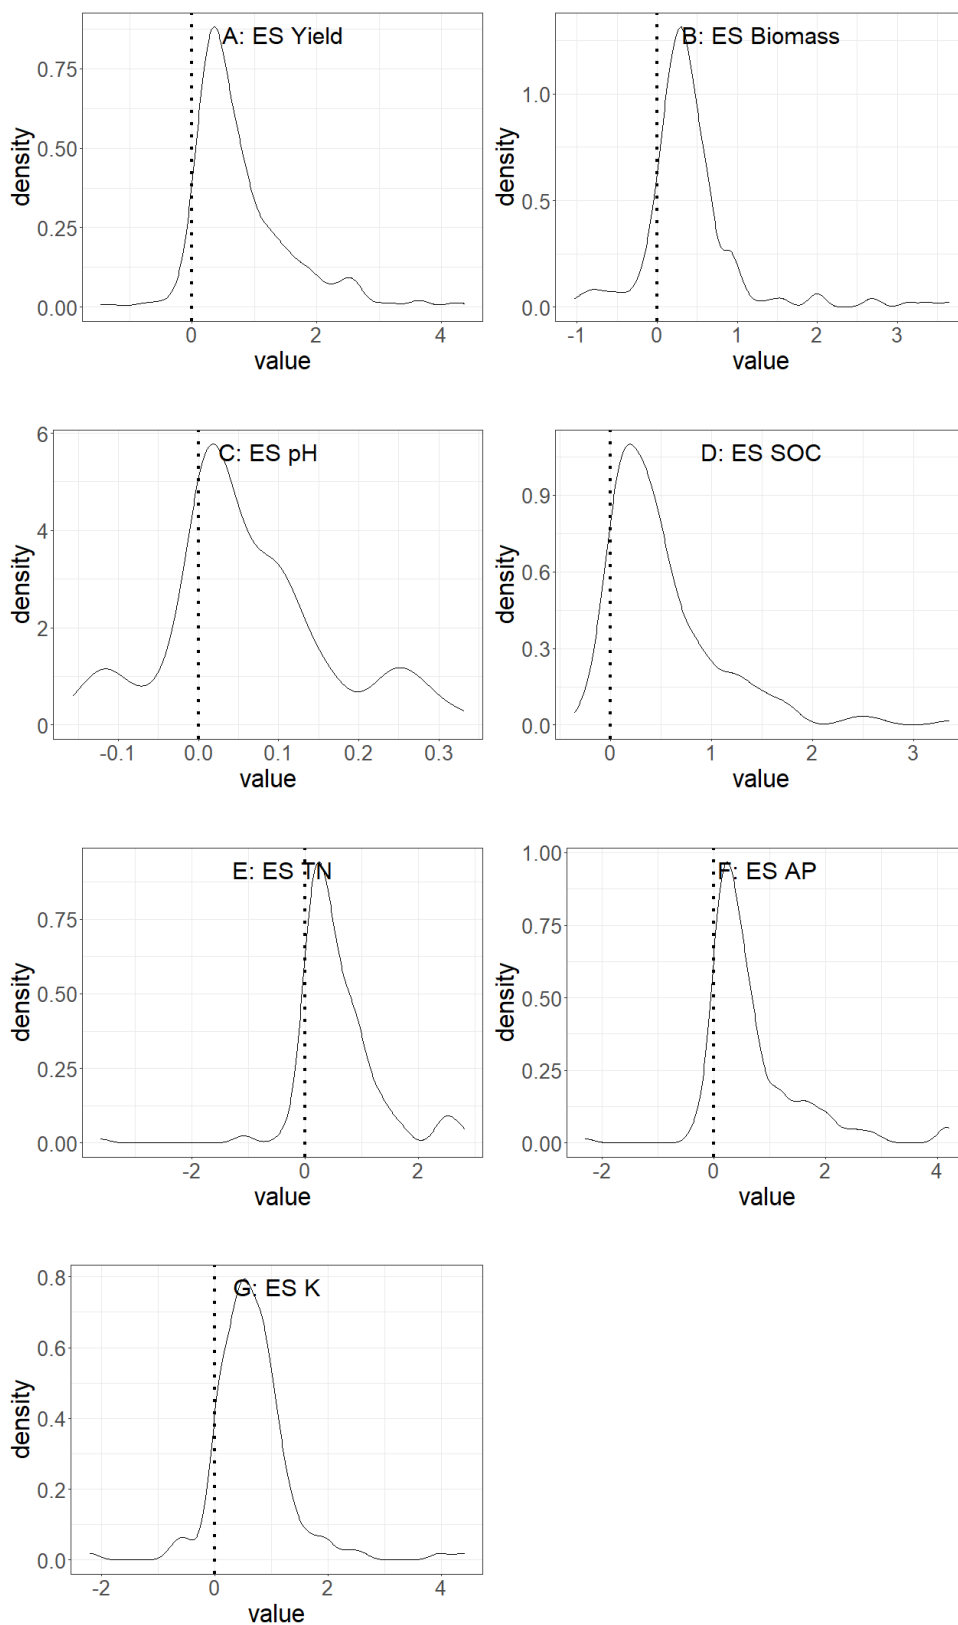 A: ES Yield
density
0.75
0.50
0.25
0.00
0
2
4
value
B: ES Biomass
density
1.0
0.5
0.0
-1
0
1
2
3
value
C: ES pH
density
6
4
2
0
-0.1
0.0
0.1
0.2
0.3
value
D: ES SOC
density
0.9
0.6
0.3
0.0
0
1
2
3
value
E: ES TN
density
0.75
0.50
0.25
0.00
-2
0
2
value
F: ES AP
density
1.00
0.75
0.50
0.25
0.00
-2
0
2
4
value
G: ES K
density
0.8
0.6
0.4
0.2
0.0
-2
0
2
4
value